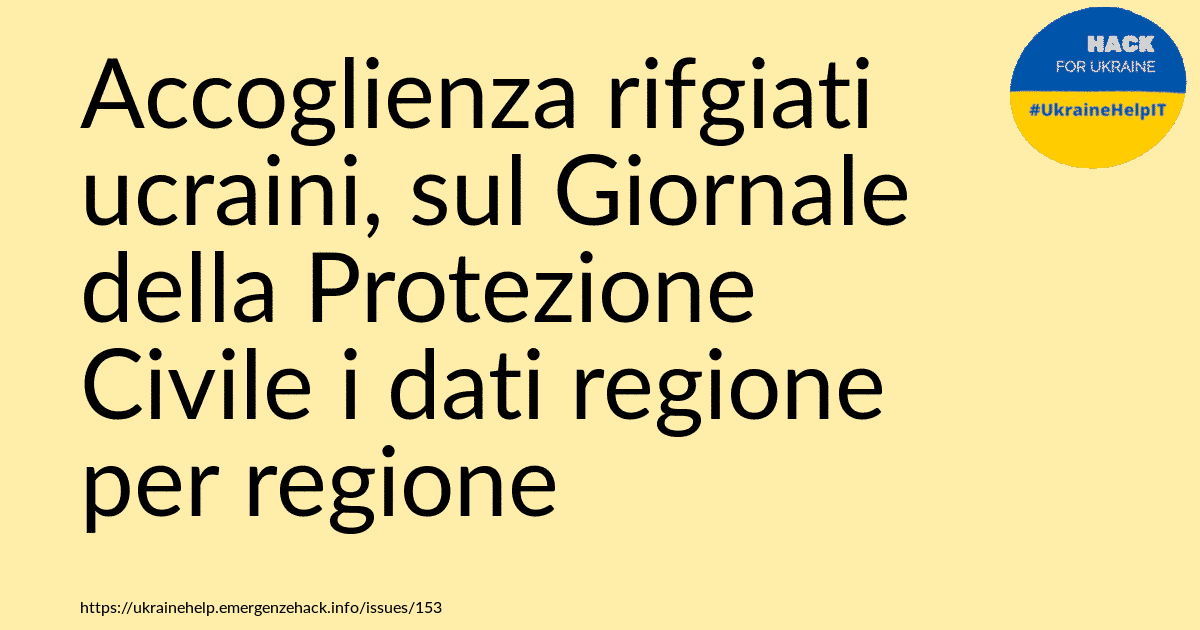 Accoglienza rifgiati
ucraini, sul Giornale
della Protezione
Civile i dati regione
per regione
HACK
FOR UKRAINE
#UkraineHelpIT
https://ukrainehelp.emergenzehack.info/issues/153